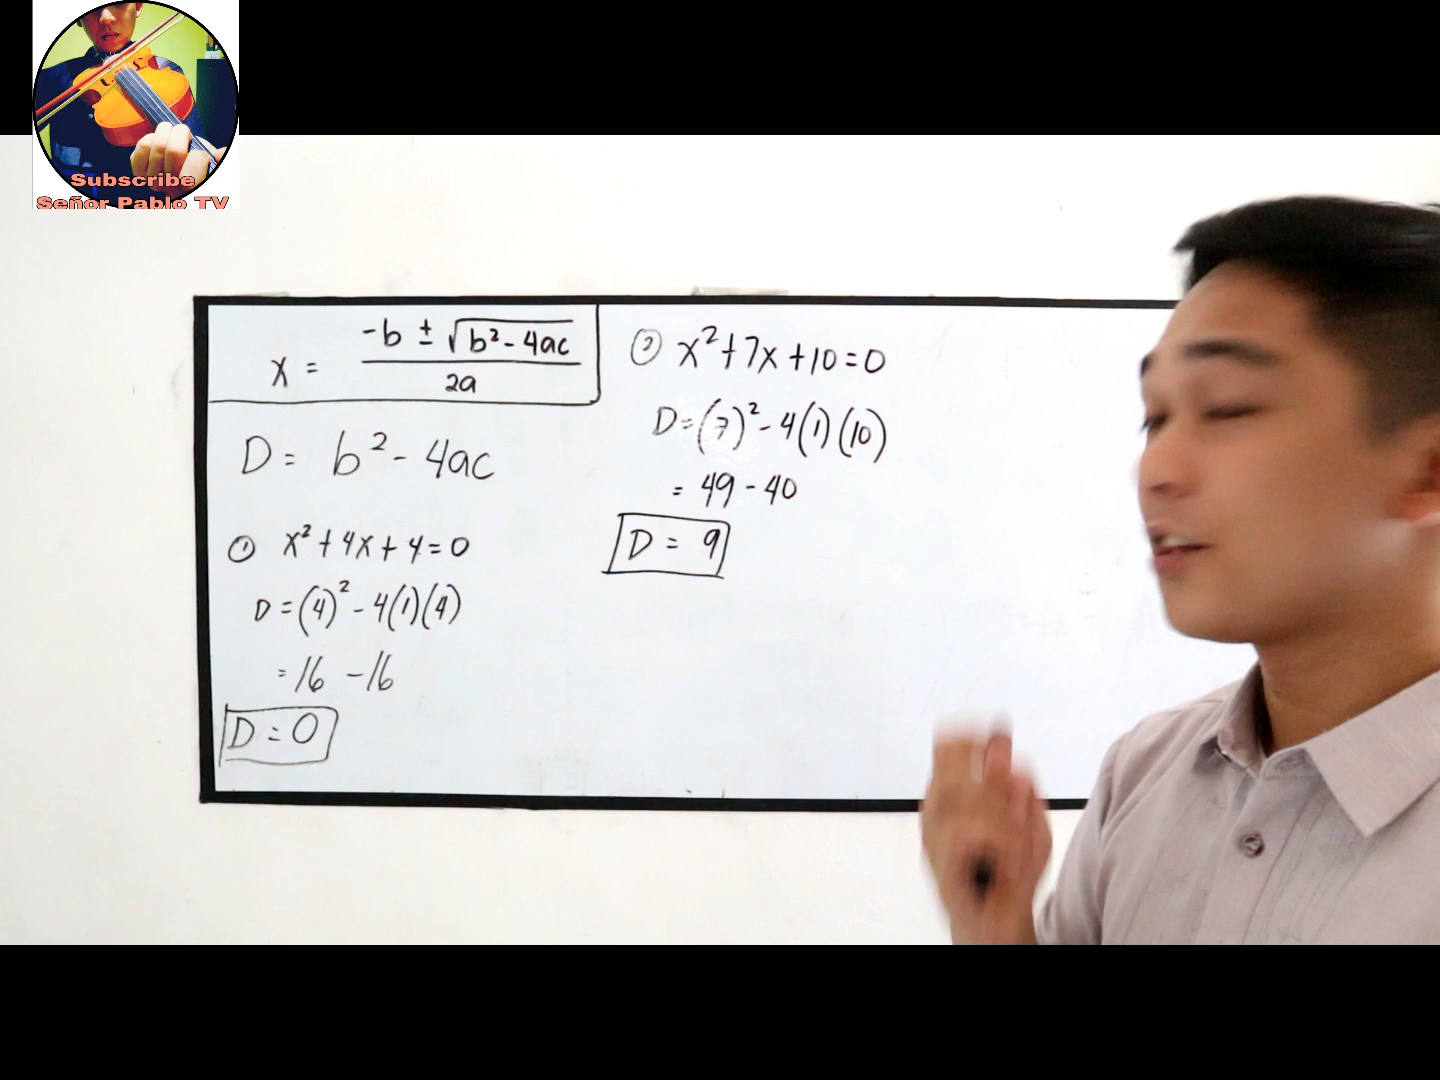 Subscribe
Señor Pablo TV
x = -b ± √(b² - 4ac) / 2a
D = b² - 4ac
① x² + 4x + 4 = 0
D = (4)² - 4(1)(4)
= 16 - 16
D = 0
② x² + 7x + 10 = 0
D = (7)² - 4(1)(10)
= 49 - 40
D = 9